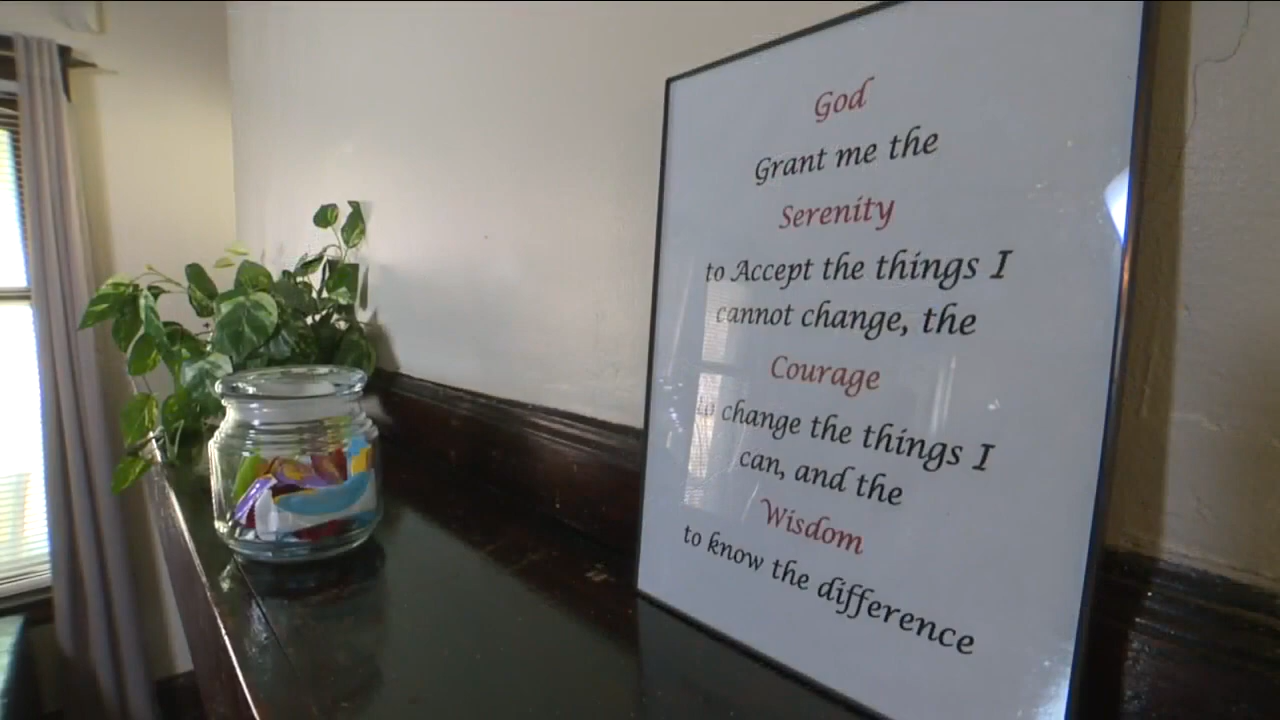 God
Grant me the
Serenity
to Accept the things I
cannot change, the
Courage
to change the things I
can, and the
Wisdom
to know the difference